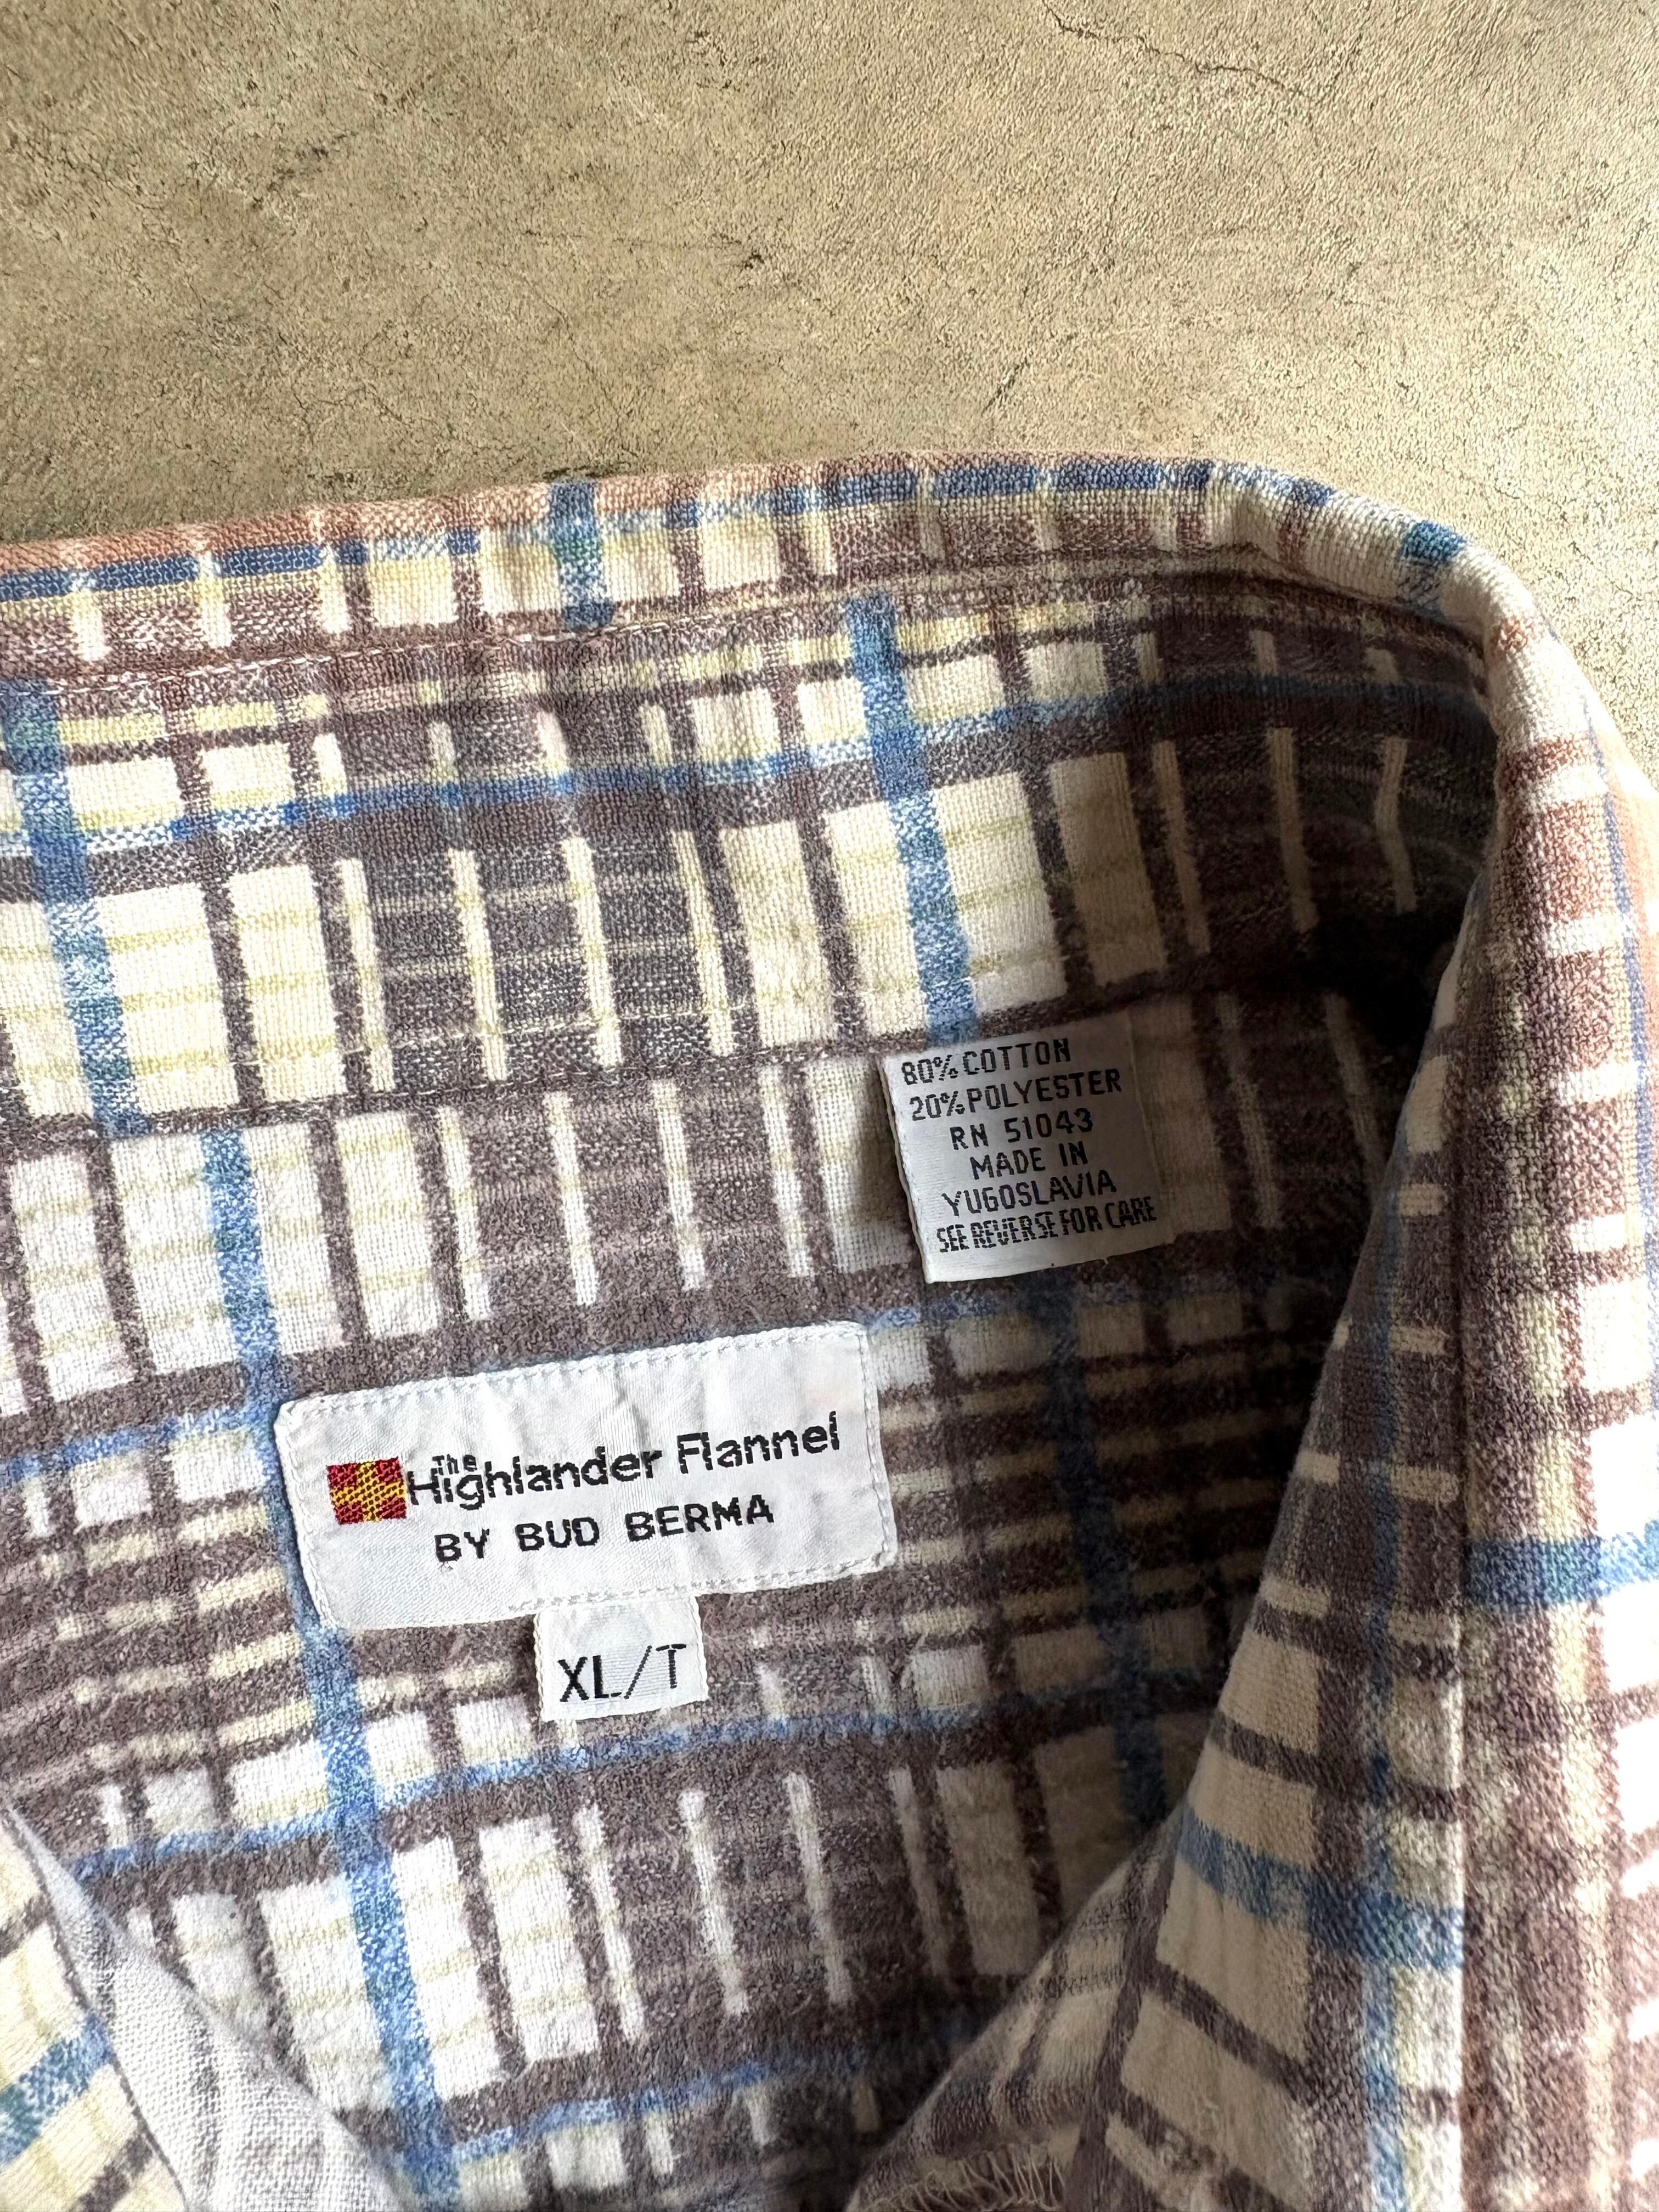 80% COTTON
20% POLYESTER
RN 51043
MADE IN
YUGOSLAVIA
SEE REVERSE FOR CARE
The
Highlander Flannel
BY BUD BERMA
XL/T